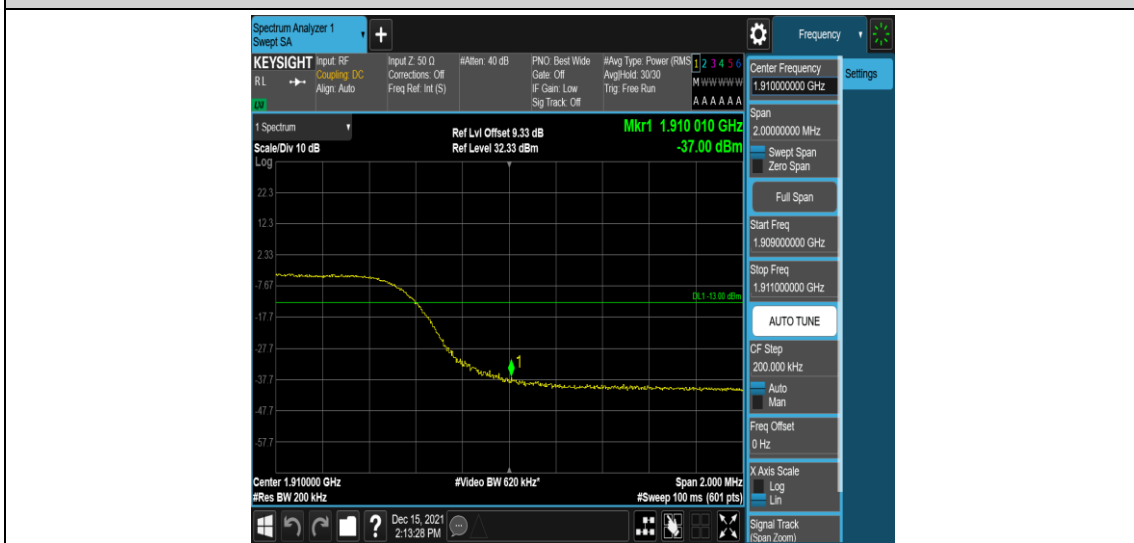 Spectrum Analyzer 1
Swept SA
+
Frequency
KEYSIGHT
RL
LXI
Input: RF
Coupling: DC
Align: Auto
Input Z: 50 Ω
Corrections: Off
Freq Ref: Int (S)
#Atten: 40 dB
PNO: Best Wide
Gate: Off
IF Gain: Low
Sig Track: Off
#Avg Type: Power (RMS
Avg|Hold: 30/30
Trig: Free Run
1 2 3 4 5 6
M W W W W W
A A A A A A
1 Spectrum
Scale/Div 10 dB
Log
Ref Lvl Offset 9.33 dB
Ref Level 32.33 dBm
Mkr1 1.910 010 GHz
-37.00 dBm
22.3
12.3
2.33
-7.67
-17.7
-27.7
-37.7
-47.7
-57.7
DL1 -13.00 dBm
1
Center 1.910000 GHz
#Res BW 200 kHz
#Video BW 620 kHz*
Span 2.000 MHz
#Sweep 100 ms (601 pts)
?
Dec 15, 2021
2:13:28 PM
Center Frequency
1.910000000 GHz
Settings
Span
2.00000000 MHz
Swept Span
Zero Span
Full Span
Start Freq
1.909000000 GHz
Stop Freq
1.911000000 GHz
AUTO TUNE
CF Step
200.000 kHz
Auto
Man
Freq Offset
0 Hz
X Axis Scale
Log
Lin
Signal Track
(Span Zoom)